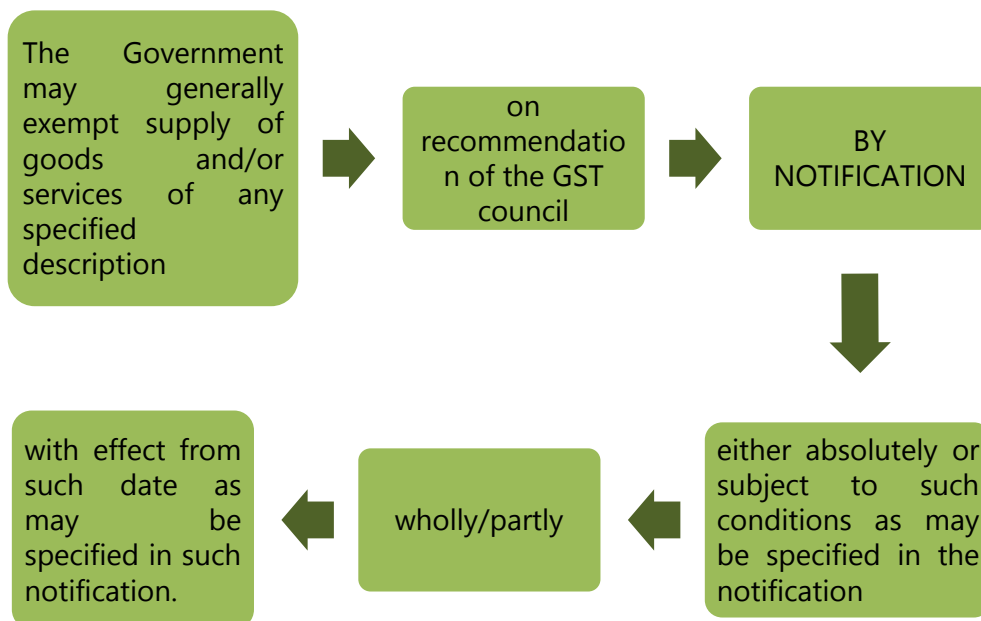 The Government
may generally
exempt supply of
goods and/or
services of any
specified
description
on
recommendatio
n of the GST
council
BY
NOTIFICATION
either absolutely or
subject to such
conditions as may
be specified in the
notification
wholly/partly
with effect from
such date as
may be
specified in such
notification.